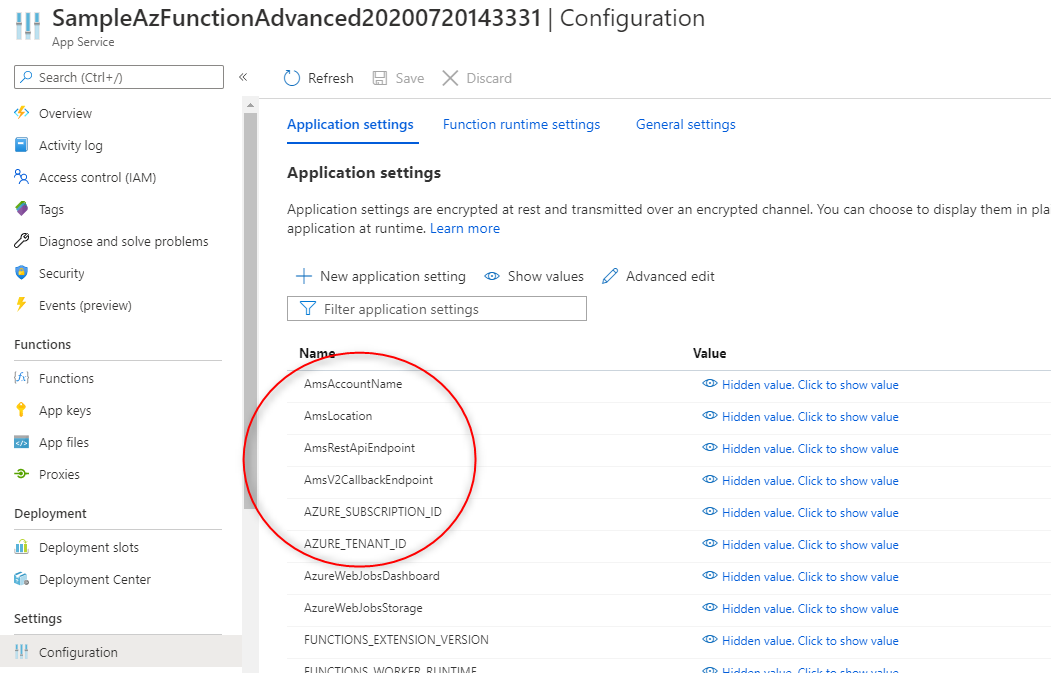 SampleAzFunctionAdvanced20200720143331 | Configuration
App Service
Search (Ctrl+/)
«
Overview
Activity log
Access control (IAM)
Tags
Diagnose and solve problems
Security
Events (preview)
Functions
Functions
App keys
App files
Proxies
Deployment
Deployment slots
Deployment Center
Settings
Configuration
Refresh Save Discard
Application settings Function runtime settings General settings
Application settings
Application settings are encrypted at rest and transmitted over an encrypted channel. You can choose to display them in pla
application at runtime. Learn more
New application setting Show values Advanced edit
Filter application settings
Name Value
AmsAccountName Hidden value. Click to show value
AmsLocation Hidden value. Click to show value
AmsRestApiEndpoint Hidden value. Click to show value
AmsV2CallbackEndpoint Hidden value. Click to show value
AZURE_SUBSCRIPTION_ID Hidden value. Click to show value
AZURE_TENANT_ID Hidden value. Click to show value
AzureWebJobsDashboard Hidden value. Click to show value
AzureWebJobsStorage Hidden value. Click to show value
FUNCTIONS_EXTENSION_VERSION Hidden value. Click to show value
FUNCTIONS_WORKER_RUNTIME Hidden value. Click to show value